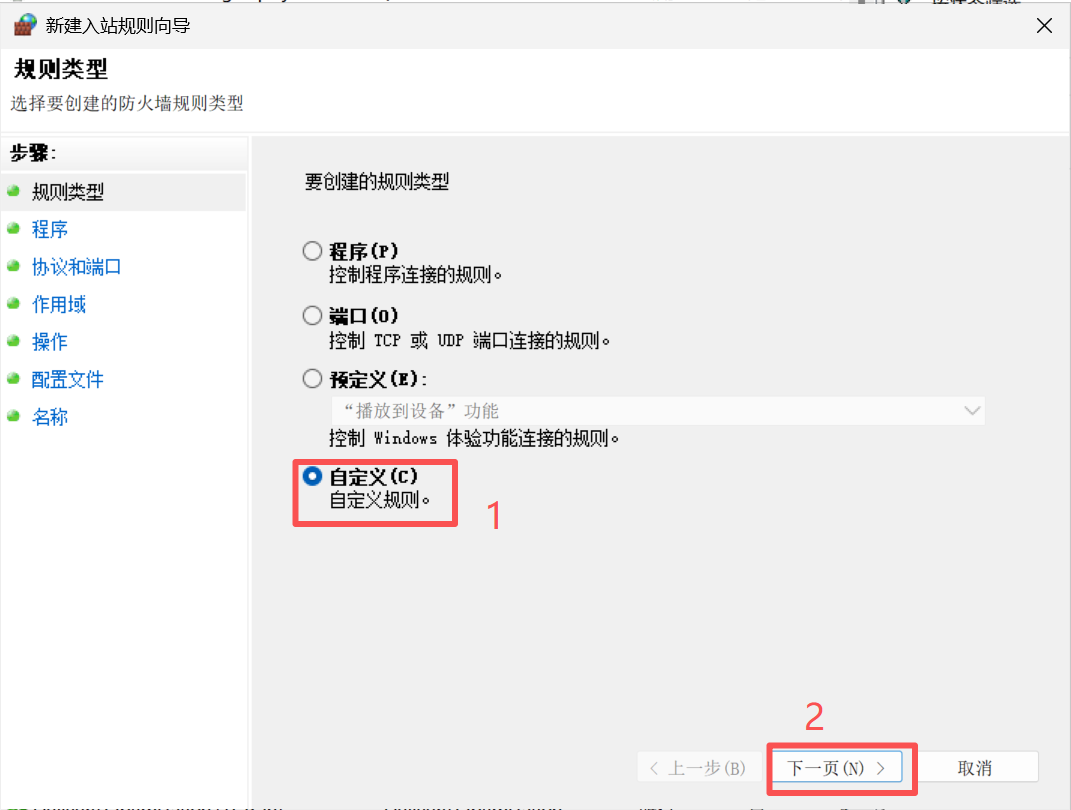 新建入站规则向导
规则类型
选择要创建的防火墙规则类型
步骤:
规则类型
程序
协议和端口
作用域
操作
配置文件
名称
要创建的规则类型
程序(P)
控制程序连接的规则。
端口(O)
控制 TCP 或 UDP 端口连接的规则。
预定义(E):
“播放到设备”功能
控制 Windows 体验功能连接的规则。
自定义(C)
自定义规则。
1
2
< 上一步(B)
下一页(N) >
取消